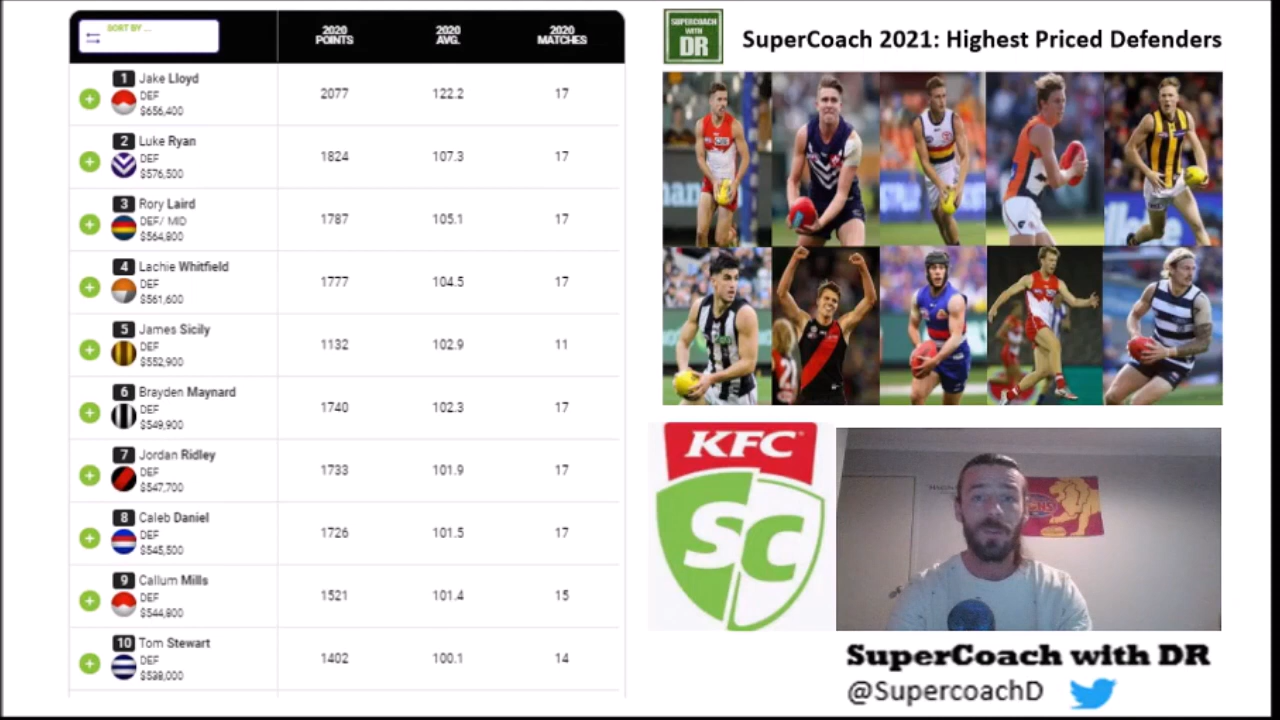 SORT BY ...
2020 POINTS
2020 AVG.
2020 MATCHES
1 Jake Lloyd
DEF
$656,400
2077 122.2 17
2 Luke Ryan
DEF
$576,500
1824 107.3 17
3 Rory Laird
DEF/ MID
$564,800
1787 105.1 17
4 Lachie Whitfield
DEF
$561,600
1777 104.5 17
5 James Sicily
DEF
$552,900
1132 102.9 11
6 Brayden Maynard
DEF
$549,900
1740 102.3 17
7 Jordan Ridley
DEF
$547,700
1733 101.9 17
8 Caleb Daniel
DEF
$545,500
1726 101.5 17
9 Callum Mills
DEF
$544,800
1521 101.4 15
10 Tom Stewart
DEF
$538,000
1402 100.1 14
SUPERCOACH
WITH
DR
SuperCoach 2021: Highest Priced Defenders
KFC
SC
SuperCoach with DR
@SupercoachD